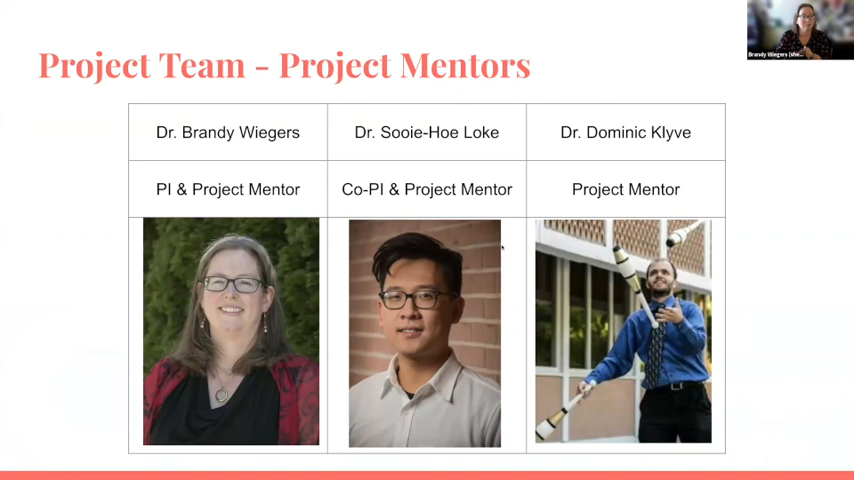 Project Team - Project Mentors
Dr. Brandy Wiegers
Dr. Sooie-Hoe Loke
Dr. Dominic Klyve
PI & Project Mentor
Co-PI & Project Mentor
Project Mentor
Brandy Wiegers (she...